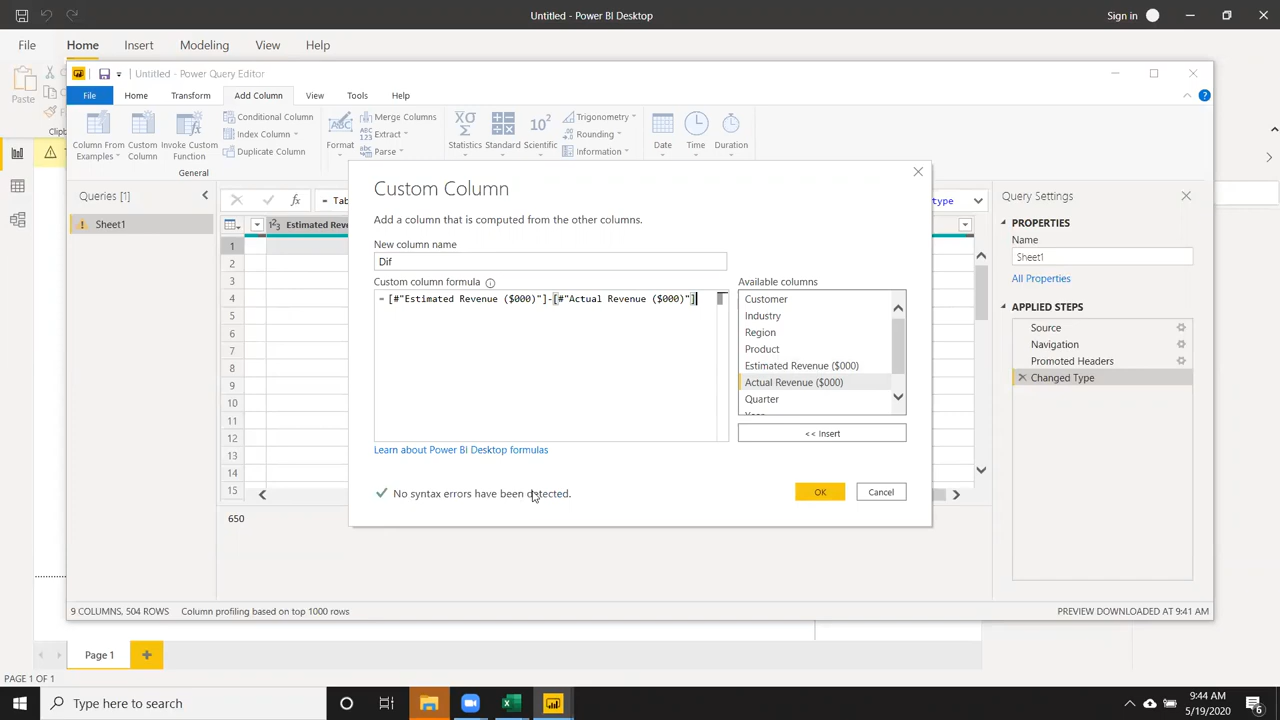 Untitled - Power BI Desktop
Sign in
File
Home
Insert
Modeling
View
Help
Untitled - Power Query Editor
Paste
File
Home
Transform
Add Column
View
Tools
Help
Column From Examples
Custom Column
Invoke Custom Function
Conditional Column
Index Column
Duplicate Column
General
Format
Merge Columns
Extract
Parse
Statistics
Standard
Scientific
Trigonometry
Rounding
Information
Date
Time
Duration
Queries [1]
Sheet1
= Tab
type
Estimated Reve
1
2
3
4
5
6
7
8
9
10
11
12
13
14
15
650
Custom Column
Add a column that is computed from the other columns.
New column name
Dif
Custom column formula
Available columns
= [#"Estimated Revenue ($000)"]-[#"Actual Revenue ($000)"]
Customer
Industry
Region
Product
Estimated Revenue ($000)
Actual Revenue ($000)
Quarter
<< Insert
Learn about Power BI Desktop formulas
No syntax errors have been detected.
OK
Cancel
Query Settings
PROPERTIES
Name
Sheet1
All Properties
APPLIED STEPS
Source
Navigation
Promoted Headers
Changed Type
9 COLUMNS, 504 ROWS
Column profiling based on top 1000 rows
PREVIEW DOWNLOADED AT 9:41 AM
Page 1
PAGE 1 OF 1
Type here to search
9:44 AM
5/19/2020
6